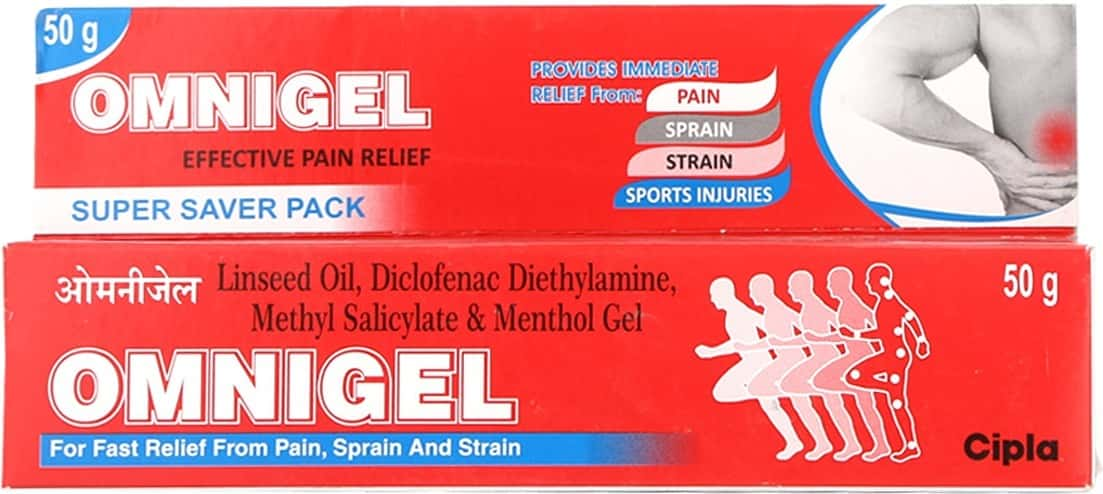 50 g
OMNIGEL
EFFECTIVE PAIN RELIEF
SUPER SAVER PACK
PROVIDES IMMEDIATE
RELIEF From:
PAIN
SPRAIN
STRAIN
SPORTS INJURIES
ओमनीजेल
Linseed Oil, Diclofenac Diethylamine,
Methyl Salicylate & Menthol Gel
50 g
OMNIGEL
For Fast Relief From Pain, Sprain And Strain
Cipla